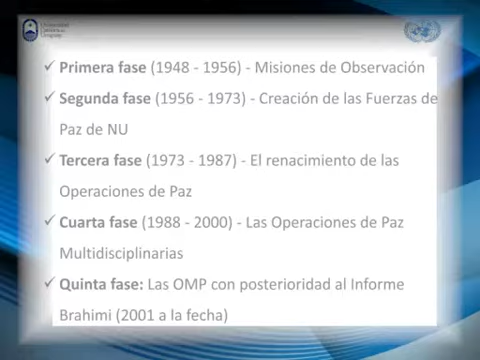 ✓ Primera fase (1948 - 1956) - Misiones de Observación
✓ Segunda fase (1956 - 1973) - Creación de las Fuerzas de
Paz de NU
✓ Tercera fase (1973 - 1987) - El renacimiento de las
Operaciones de Paz
✓ Cuarta fase (1988 - 2000) - Las Operaciones de Paz
Multidisciplinarias
✓ Quinta fase: Las OMP con posterioridad al Informe
Brahimi (2001 a la fecha)